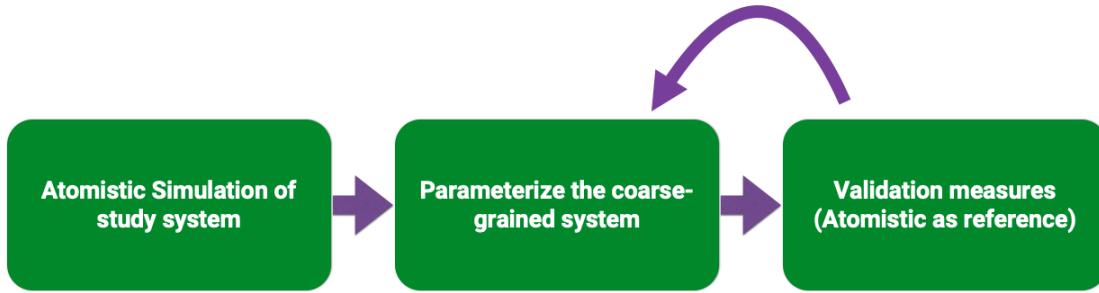 Atomistic Simulation of
study system
Parameterize the coarse-
grained system
Validation measures
(Atomistic as reference)